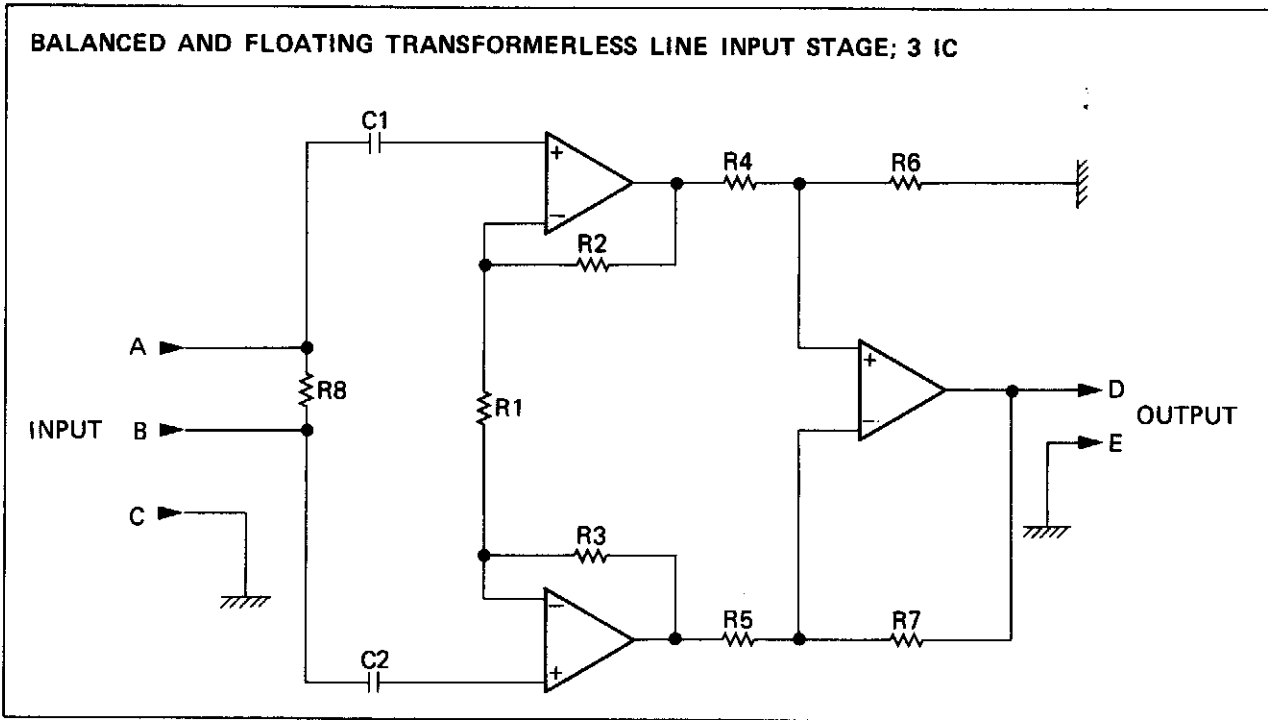 BALANCED AND FLOATING TRANSFORMERLESS LINE INPUT STAGE; 3 IC
C1
+
−
R4
R6
R2
A
R8
R1
+
−
D
INPUT
B
OUTPUT
E
C
R3
−
+
R5
R7
C2